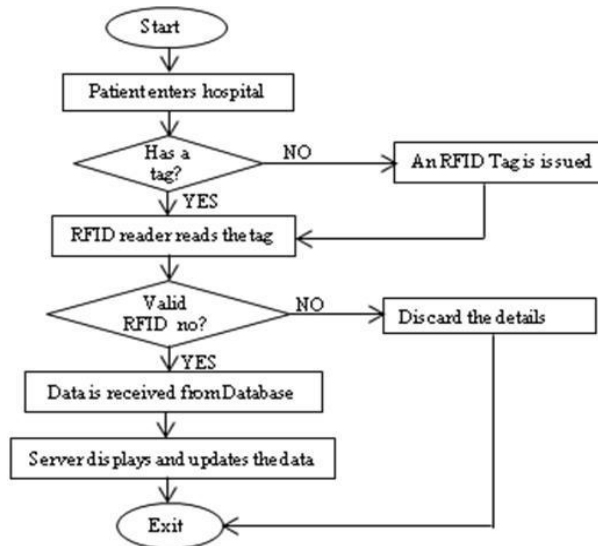 Start
Patient enters hospital
Has a
tag?
NO
An RFID Tag is issued
YES
RFID reader reads the tag
Valid
RFID no?
NO
Discard the details
YES
Data is received from Database
Server displays and updates the data
Exit